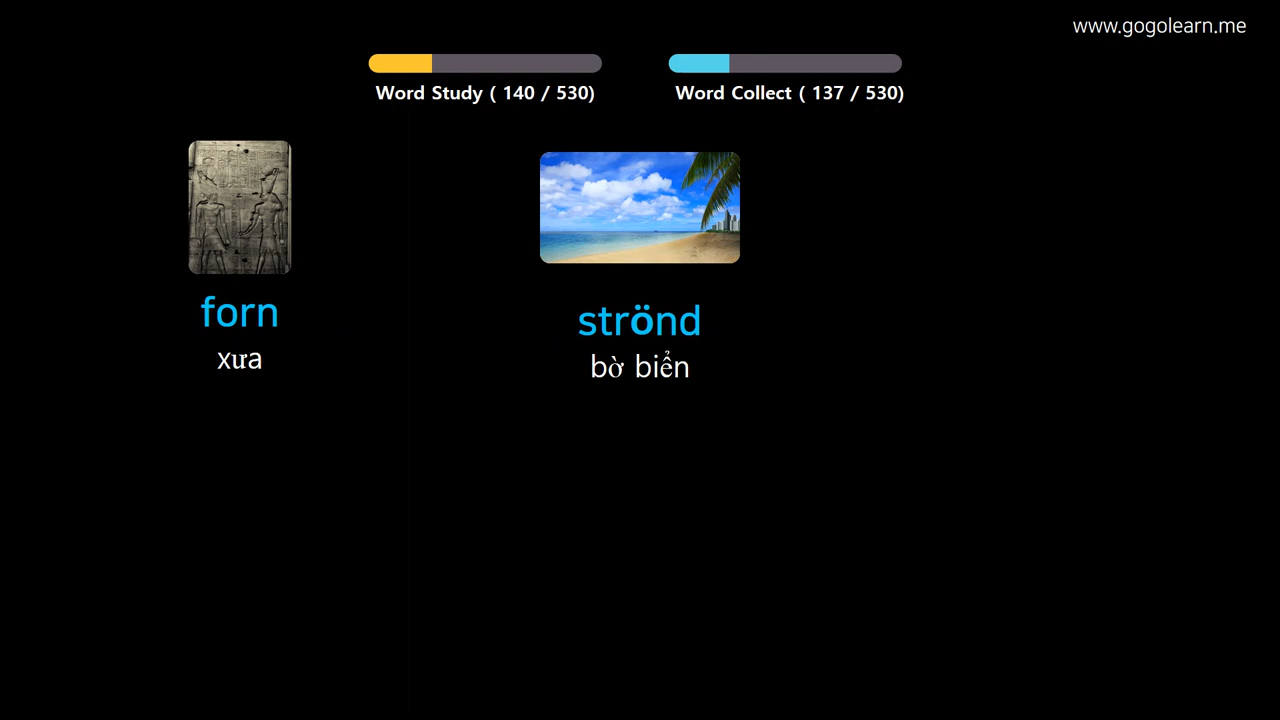 www.gogolearn.me
Word Study ( 140 / 530)
Word Collect ( 137 / 530)
forn
xưa
strönd
bờ biển